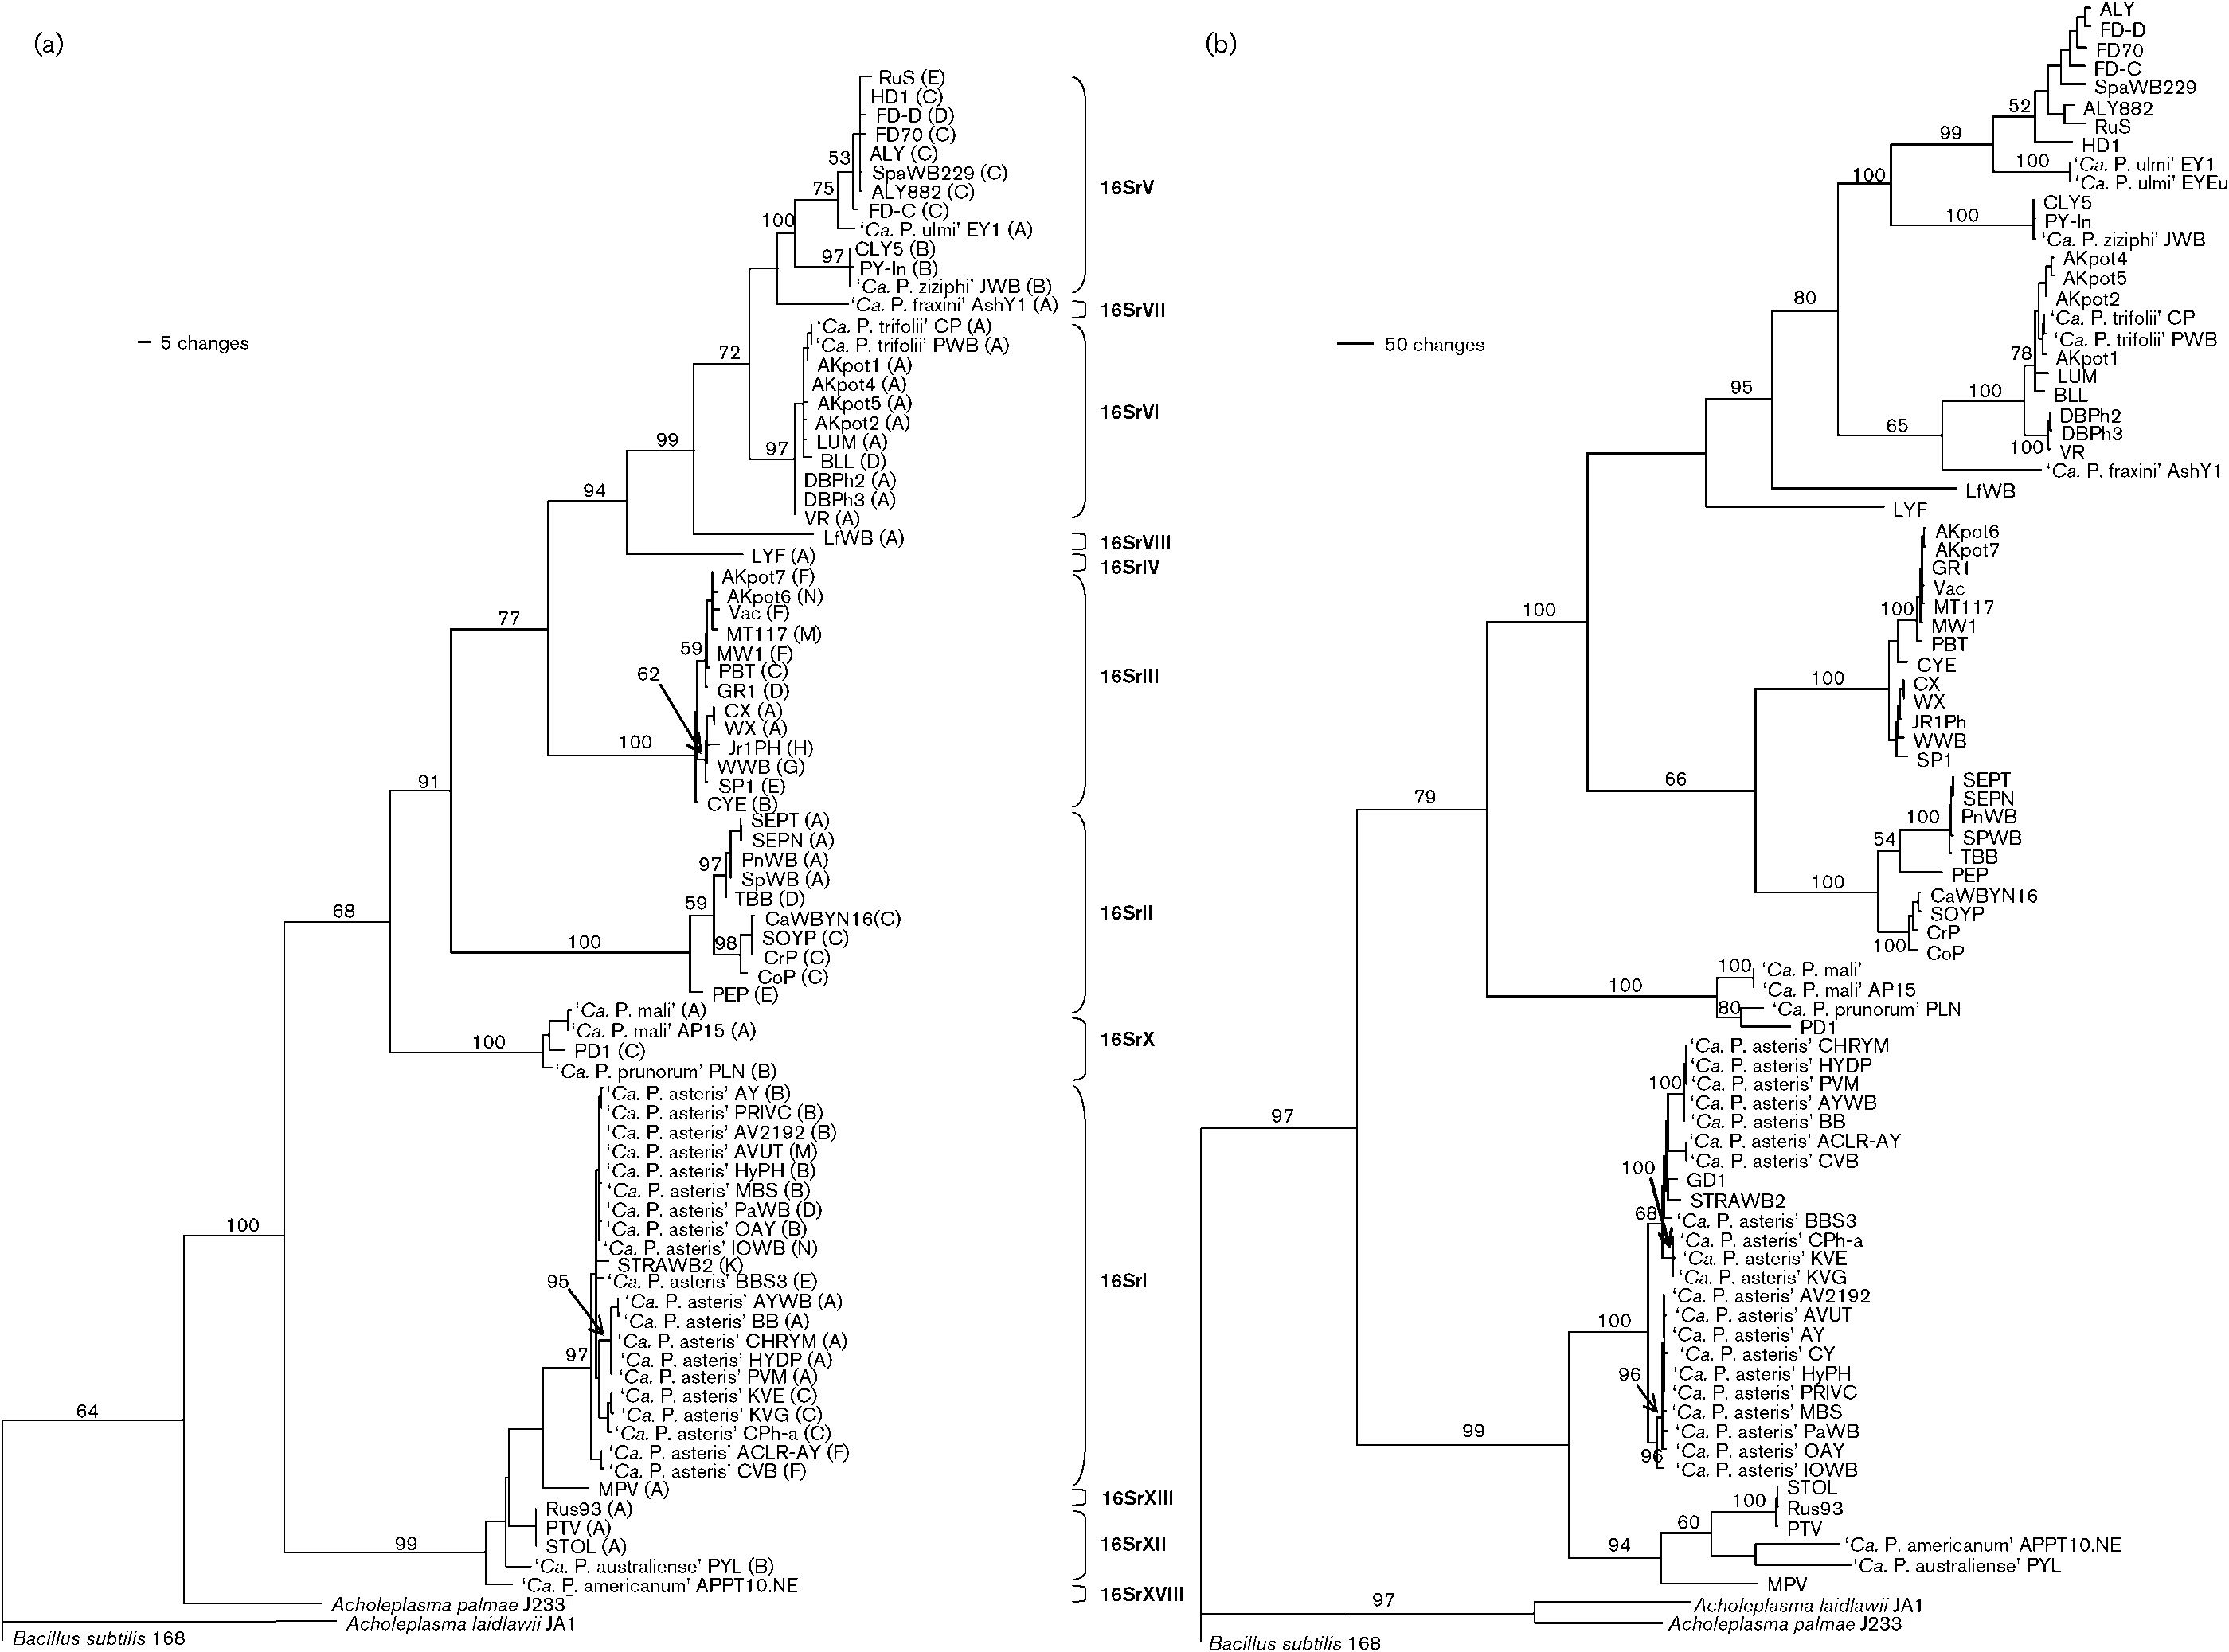 (a)
RuS (E)
HD1 (C)
FD-D (D)
FD70 (C)
ALY (C)
53
SpaWB229 (C)
75
ALY882 (C)
16SrV
FD-C (C)
100
'Ca. P. ulmi' EY1 (A)
CLY5 (B)
97
PY-In (B)
'Ca. P. ziziphi' JWB (B)
'Ca. P. fraxini' AshY1 (A)
16SrVII
'Ca. P. trifolii' CP (A)
5 changes
'Ca. P. trifolii' PWB (A)
72
AKpot1 (A)
AKpot4 (A)
AKpot5 (A)
16SrVI
AKpot2 (A)
99
LUM (A)
97
BLL (D)
DBPh2 (A)
94
DBPh3 (A)
VR (A)
LfWB (A)
16SrVIII
LYF (A)
16SrIV
AKpot7 (F)
AKpot6 (N)
77
Vac (F)
MT117 (M)
59
MW1 (F)
62
PBT (C)
16SrIII
GR1 (D)
CX (A)
WX (A)
100
Jr1PH (H)
WWB (G)
91
SP1 (E)
CYE (B)
SEPT (A)
SEPN (A)
97
PnWB (A)
SpWB (A)
59
TBB (D)
68
CaWBYN16(C)
16SrII
100
98
SOYP (C)
CrP (C)
CoP (C)
PEP (E)
'Ca. P. mali' (A)
'Ca. P. mali' AP15 (A)
100
PD1 (C)
16SrX
'Ca. P. prunorum' PLN (B)
'Ca. P. asteris' AY (B)
'Ca. P. asteris' PRIVC (B)
'Ca. P. asteris' AV2192 (B)
'Ca. P. asteris' AVUT (M)
'Ca. P. asteris' HyPH (B)
'Ca. P. asteris' MBS (B)
'Ca. P. asteris' PaWB (D)
100
'Ca. P. asteris' OAY (B)
'Ca. P. asteris' IOWB (N)
STRAWB2 (K)
95
'Ca. P. asteris' BBS3 (E)
16SrI
'Ca. P. asteris' AYWB (A)
'Ca. P. asteris' BB (A)
'Ca. P. asteris' CHRYM (A)
97
'Ca. P. asteris' HYDP (A)
'Ca. P. asteris' PVM (A)
'Ca. P. asteris' KVE (C)
64
'Ca. P. asteris' KVG (C)
'Ca. P. asteris' CPh-a (C)
'Ca. P. asteris' ACLR-AY (F)
'Ca. P. asteris' CVB (F)
MPV (A)
16SrXIII
Rus93 (A)
PTV (A)
99
STOL (A)
16SrXII
'Ca. P. australiense' PYL (B)
'Ca. P. americanum' APPT10.NE
16SrXVIII
Acholeplasma palmae J233T
Acholeplasma laidlawii JA1
Bacillus subtilis 168
(b)
ALY
FD-D
FD70
FD-C
SpaWB229
52
ALY882
RuS
99
HD1
100
'Ca. P. ulmi' EY1
100
'Ca. P. ulmi' EYEu
CLY5
100
PY-In
'Ca. P. ziziphi' JWB
AKpot4
AKpot5
80
AKpot2
'Ca. P. trifolii' CP
50 changes
'Ca. P. trifolii' PWB
78
AKpot1
LUM
95
100
BLL
DBPh2
65
DBPh3
100
VR
'Ca. P. fraxini' AshY1
LfWB
LYF
AKpot6
AKpot7
GR1
Vac
100
100
MT117
MW1
PBT
CYE
100
CX
WX
JR1Ph
WWB
SP1
66
SEPT
SEPN
79
100
PnWB
54
SPWB
TBB
PEP
100
CaWBYN16
SOYP
CrP
100
CoP
100
'Ca. P. mali'
100
'Ca. P. mali' AP15
80
'Ca. P. prunorum' PLN
PD1
'Ca. P. asteris' CHRYM
'Ca. P. asteris' HYDP
100
'Ca. P. asteris' PVM
'Ca. P. asteris' AYWB
97
'Ca. P. asteris' BB
'Ca. P. asteris' ACLR-AY
100
'Ca. P. asteris' CVB
GD1
STRAWB2
68
'Ca. P. asteris' BBS3
'Ca. P. asteris' CPh-a
'Ca. P. asteris' KVE
'Ca. P. asteris' KVG
'Ca. P. asteris' AV2192
100
'Ca. P. asteris' AVUT
'Ca. P. asteris' AY
'Ca. P. asteris' CY
96
'Ca. P. asteris' HyPH
'Ca. P. asteris' PRIVC
'Ca. P. asteris' MBS
99
'Ca. P. asteris' PaWB
96
'Ca. P. asteris' OAY
'Ca. P. asteris' IOWB
STOL
100
Rus93
60
PTV
94
'Ca. P. americanum' APPT10.NE
'Ca. P. australiense' PYL
MPV
97
Acholeplasma laidlawii JA1
Acholeplasma palmae J233T
Bacillus subtilis 168